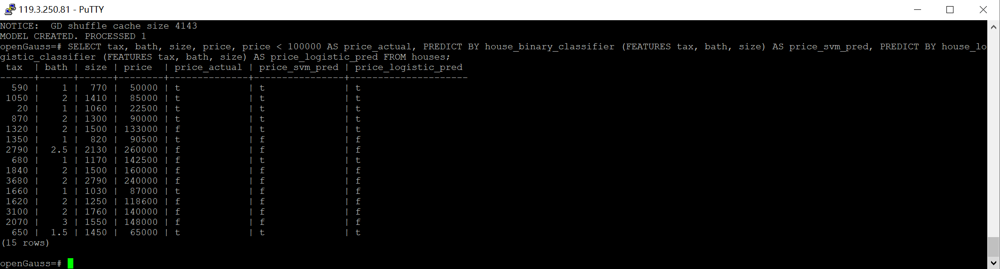 119.3.250.81 - PuTTY
NOTICE:  GD shuffle cache size 4143
MODEL CREATED. PROCESSED 1
openGauss=# SELECT tax, bath, size, price, price < 100000 AS price_actual, PREDICT BY house_binary_classifier (FEATURES tax, bath, size) AS price_svm_pred, PREDICT BY house_lo
gistic_classifier (FEATURES tax, bath, size) AS price_logistic_pred FROM houses;
 tax  | bath | size | price  | price_actual | price_svm_pred | price_logistic_pred
------+------+------+--------+--------------+----------------+---------------------
  590 |    1 |  770 |  50000 | t            | t              | t
 1050 |    2 | 1410 |  85000 | t            | t              | t
   20 |    1 | 1060 |  22500 | t            | t              | t
  870 |    2 | 1300 |  90000 | t            | t              | t
 1320 |    2 | 1500 | 133000 | f            | t              | t
 1350 |    1 |  820 |  90500 | t            | f              | f
 2790 |  2.5 | 2130 | 260000 | f            | f              | f
  680 |    1 | 1170 | 142500 | f            | t              | t
 1840 |    2 | 1500 | 160000 | f            | f              | f
 3680 |    2 | 2790 | 240000 | f            | f              | f
 1660 |    1 | 1030 |  87000 | t            | f              | f
 1620 |    2 | 1250 | 118600 | f            | f              | f
 3100 |    2 | 1760 | 140000 | f            | f              | f
 2070 |    3 | 1550 | 148000 | f            | f              | f
  650 |  1.5 | 1450 |  65000 | t            | t              | t
(15 rows)
openGauss=#